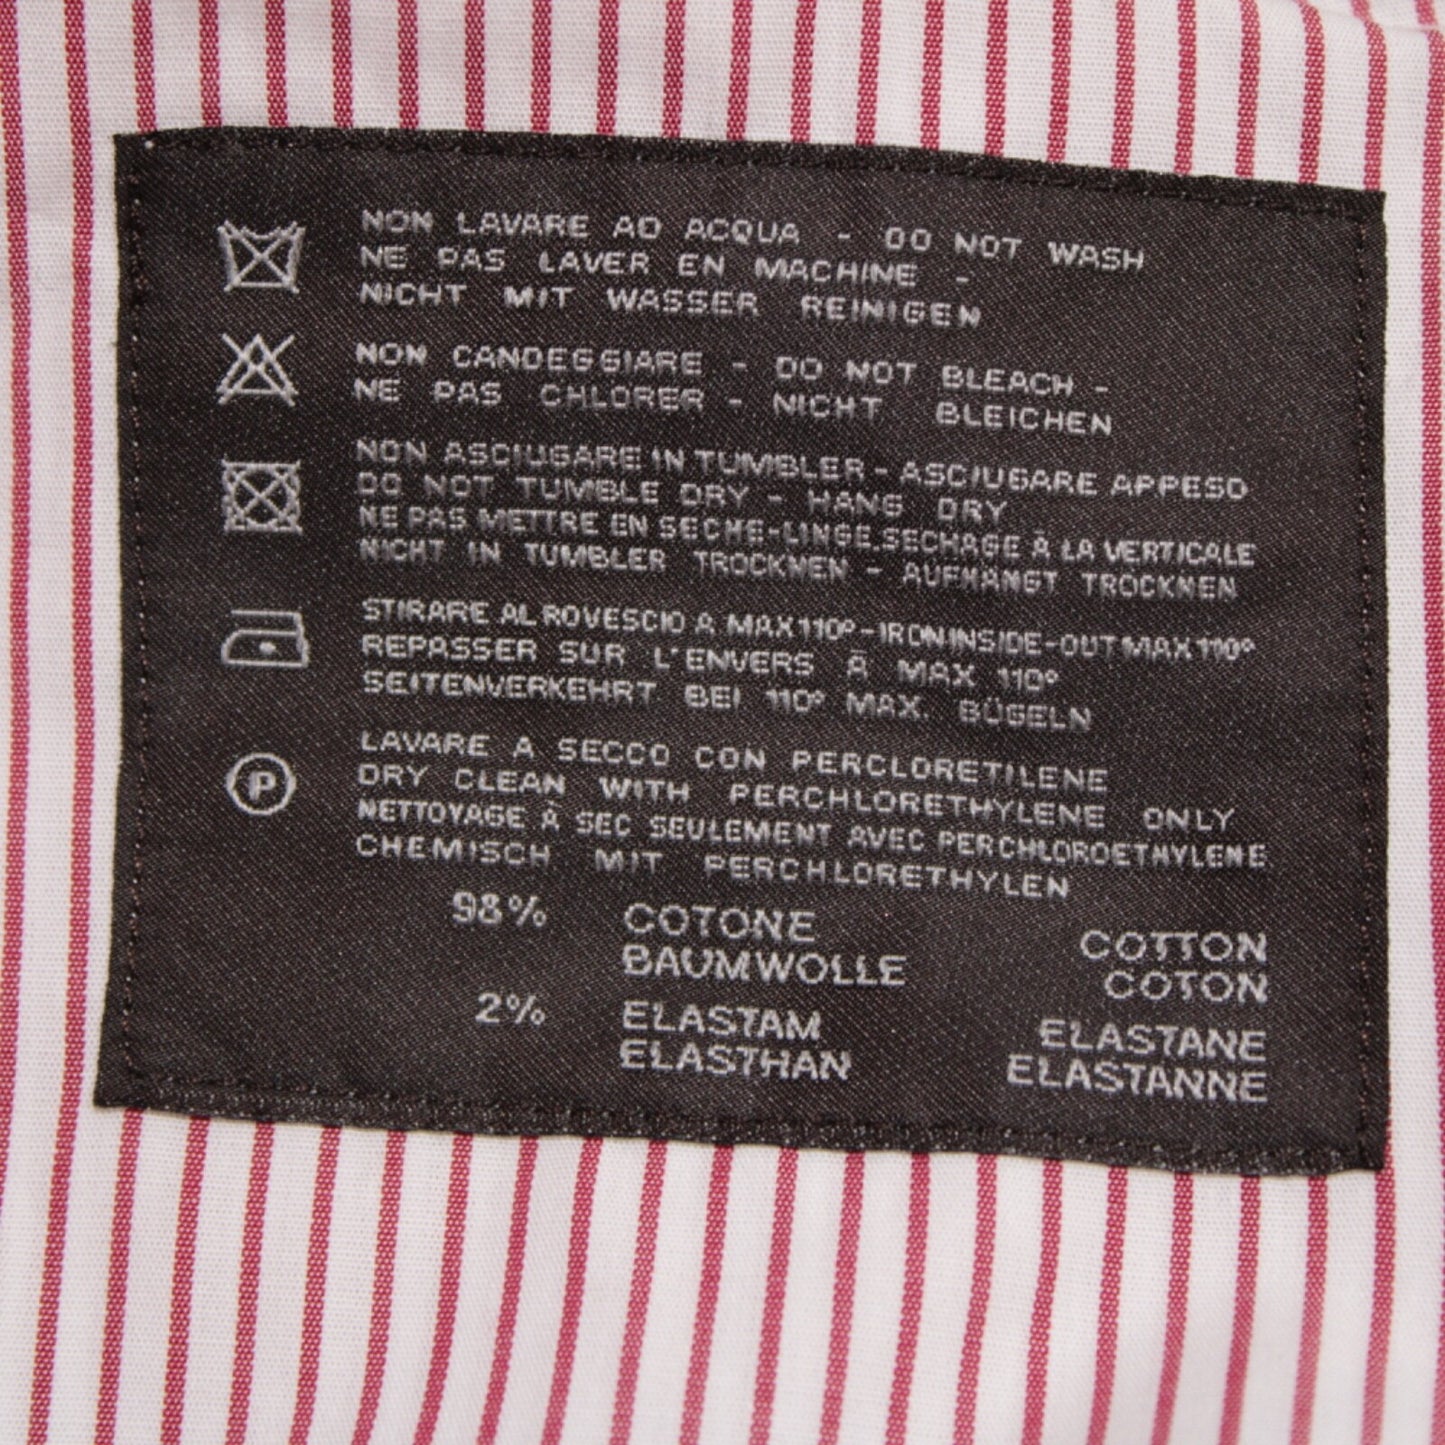 NON LAVARE AD ACQUA - DO NOT WASH
NE PAS LAVER EN MACHINE -
NICHT MIT WASSER REINIGEN
NON CANDEGGIARE - DO NOT BLEACH -
NE PAS CHLORER - NICHT BLEICHEN
NON ASCIUGARE IN TUMBLER - ASCIUGARE APPESO
DO NOT TUMBLE DRY - HANG DRY
NE PAS METTRE EN SECHE-LINGE.SECHAGE À LA VERTICALE
NICHT IN TUMBLER TROCKNEN - AUFHÄNGT TROCKNEN
STIRARE AL ROVESCIO A MAX 110° - IRON INSIDE-OUT MAX 110°
REPASSER SUR L'ENVERS À MAX 110°
SEITENVERKEHRT BEI 110° MAX. BÜGELN
P
LAVARE A SECCO CON PERCLORETILENE
DRY CLEAN WITH PERCHLORETHYLENE ONLY
NETTOYAGE À SEC SEULEMENT AVEC PERCHLOROETHYLENE
CHEMISCH MIT PERCHLORETHYLEN
98% COTONE COTTON
BAUMWOLLE COTON
2% ELASTAM ELASTANE
ELASTHAN ELASTANNE